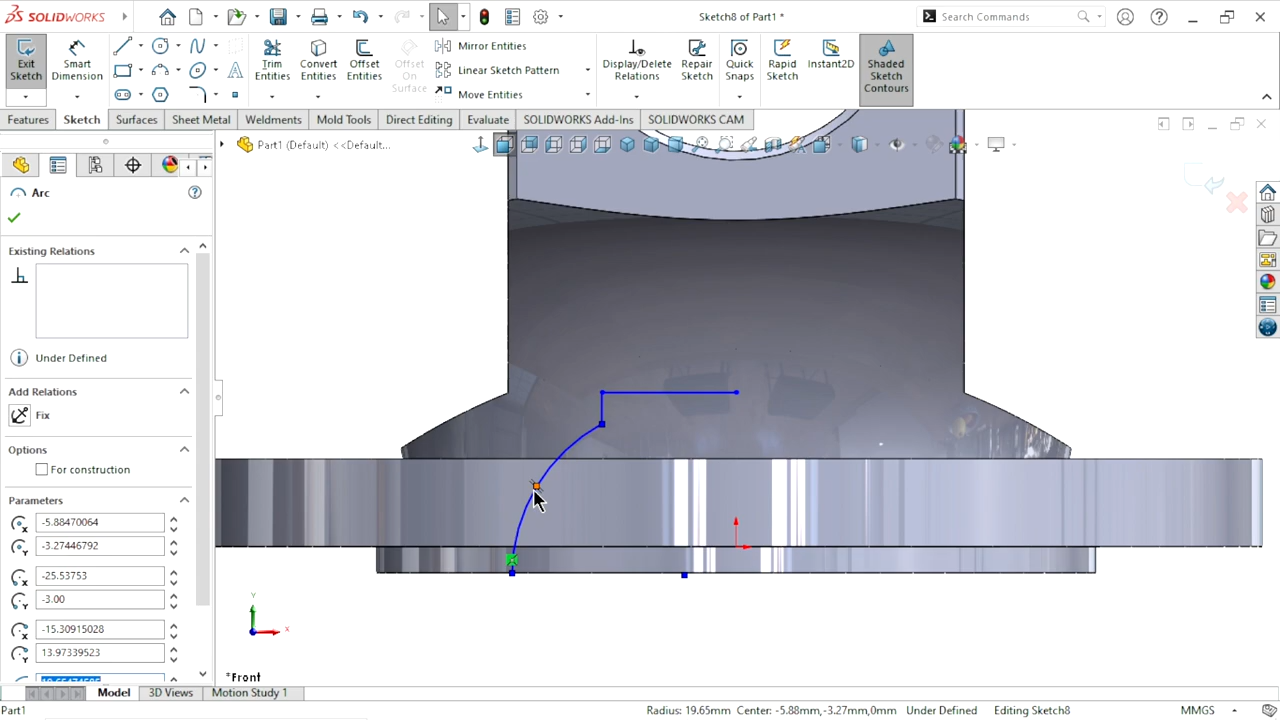 SOLIDWORKS
Sketch8 of Part1 *
Search Commands
Exit Sketch
Smart Dimension
Trim Entities
Convert Entities
Offset Entities
Offset On Surface
Mirror Entities
Linear Sketch Pattern
Move Entities
Display/Delete Relations
Repair Sketch
Quick Snaps
Rapid Sketch
Instant2D
Shaded Sketch Contours
Features
Sketch
Surfaces
Sheet Metal
Weldments
Mold Tools
Direct Editing
Evaluate
SOLIDWORKS Add-Ins
SOLIDWORKS CAM
Part1 (Default) <<Default...
Arc
Existing Relations
Under Defined
Add Relations
Fix
Options
For construction
Parameters
-5.88470064
-3.27446792
-25.53753
-3.00
-15.30915028
13.97339523
Y
X
*Front
Model
3D Views
Motion Study 1
Part1
Radius: 19.65mm Center: -5.88mm,-3.27mm,0mm
Under Defined
Editing Sketch8
MMGS